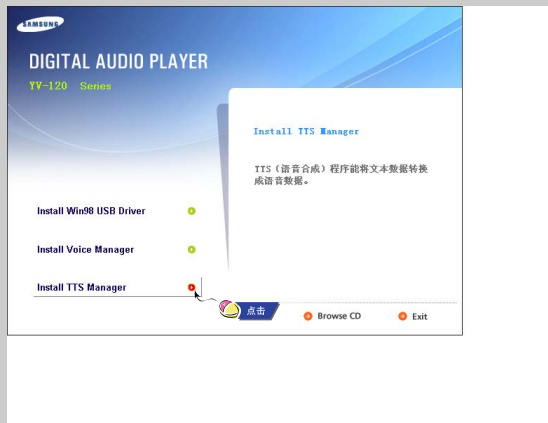 SAMSUNG
DIGITAL AUDIO PLAYER
YV-120 Series
Install TTS Manager
TTS（语音合成）程序能将文本数据转换
成语音数据。
Install Win98 USB Driver
Install Voice Manager
Install TTS Manager
点击
Browse CD
Exit